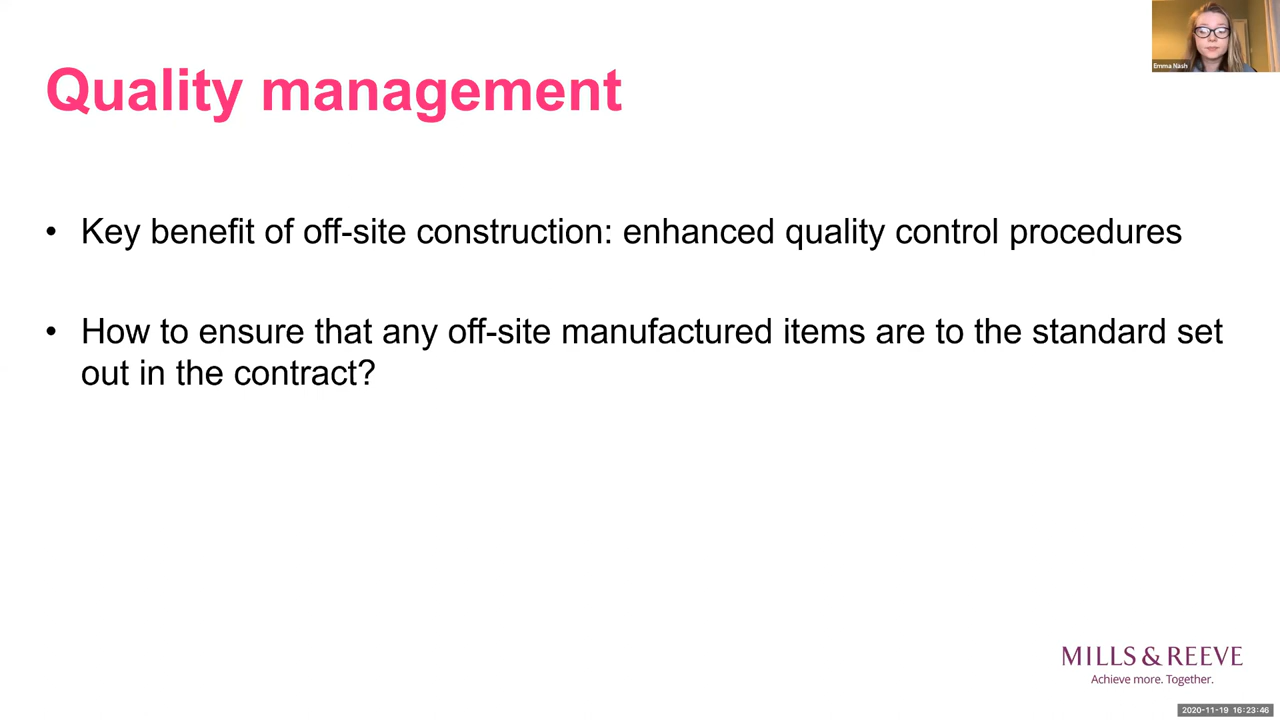 Emma Nash
Quality management
• Key benefit of off-site construction: enhanced quality control procedures
• How to ensure that any off-site manufactured items are to the standard set
out in the contract?
MILLS & REEVE
Achieve more. Together.
2020-11-19 16:23:46